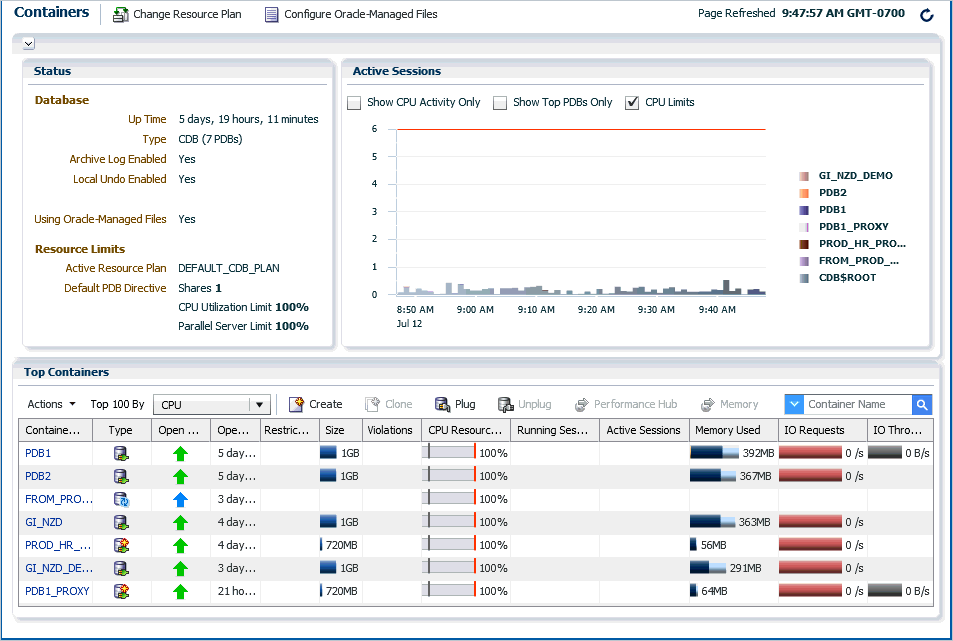 Containers Change Resource Plan Configure Oracle-Managed Files Page Refreshed 9:47:57 AM GMT-0700
Status
Database
Up Time 5 days, 19 hours, 11 minutes
Type CDB (7 PDBs)
Archive Log Enabled Yes
Local Undo Enabled Yes
Using Oracle-Managed Files Yes
Resource Limits
Active Resource Plan DEFAULT_CDB_PLAN
Default PDB Directive Shares 1
CPU Utilization Limit 100%
Parallel Server Limit 100%
Active Sessions
Show CPU Activity Only Show Top PDBs Only CPU Limits
6
5
4
3
2
1
0
8:50 AM 9:00 AM 9:10 AM 9:20 AM 9:30 AM 9:40 AM
Jul 12
GI_NZD_DEMO
PDB2
PDB1
PDB1_PROXY
PROD_HR_PRO...
FROM_PROD_...
CDB$ROOT
Top Containers
Actions Top 100 By CPU Create Clone Plug Unplug Performance Hub Memory Container Name
Containe... Type Open ... Ope... Restric... Size Violations CPU Resourc... Running Ses... Active Sessions Memory Used IO Requests IO Thro...
PDB1 5 day... 1GB 100% 392MB 0 /s 0 B/s
PDB2 5 day... 1GB 100% 367MB 0 /s
FROM_PRO... 3 day... 100%
GI_NZD 4 day... 1GB 100% 363MB 0 /s
PROD_HR_... 4 day... 720MB 100% 56MB 0 /s
GI_NZD_DE... 3 day... 1GB 100% 291MB 0 /s
PDB1_PROXY 21 ho... 720MB 100% 64MB 0 /s 0 B/s